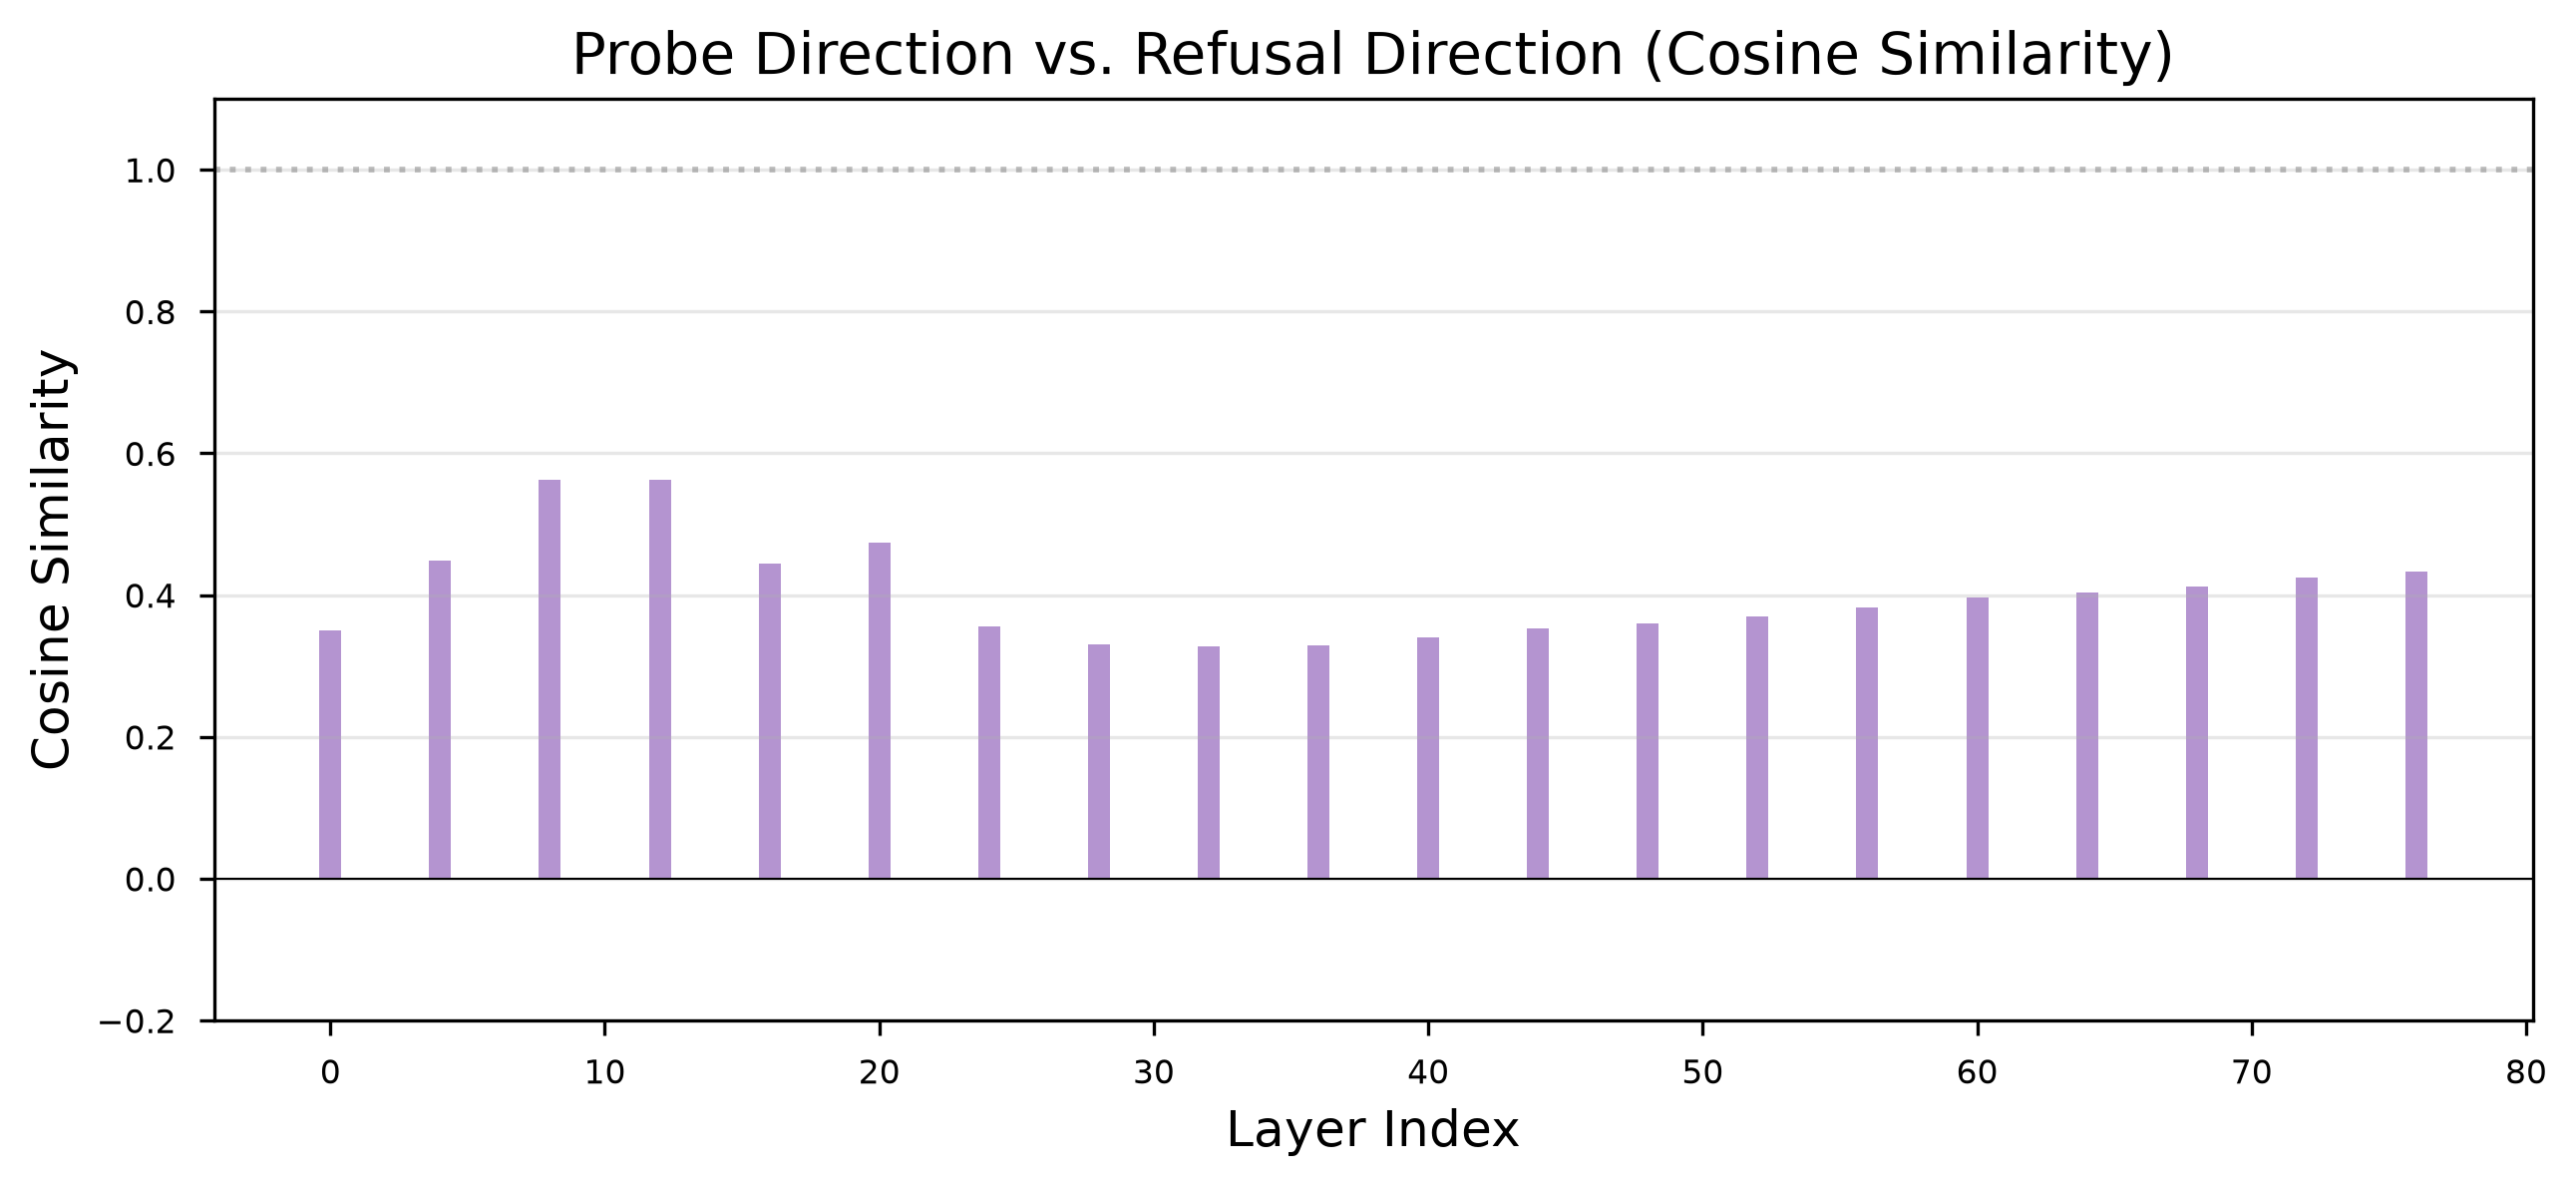 Probe Direction vs. Refusal Direction (Cosine Similarity)
1.0
0.8
0.6
0.4
0.2
0.0
−0.2
Cosine Similarity
0 10 20 30 40 50 60 70 80
Layer Index